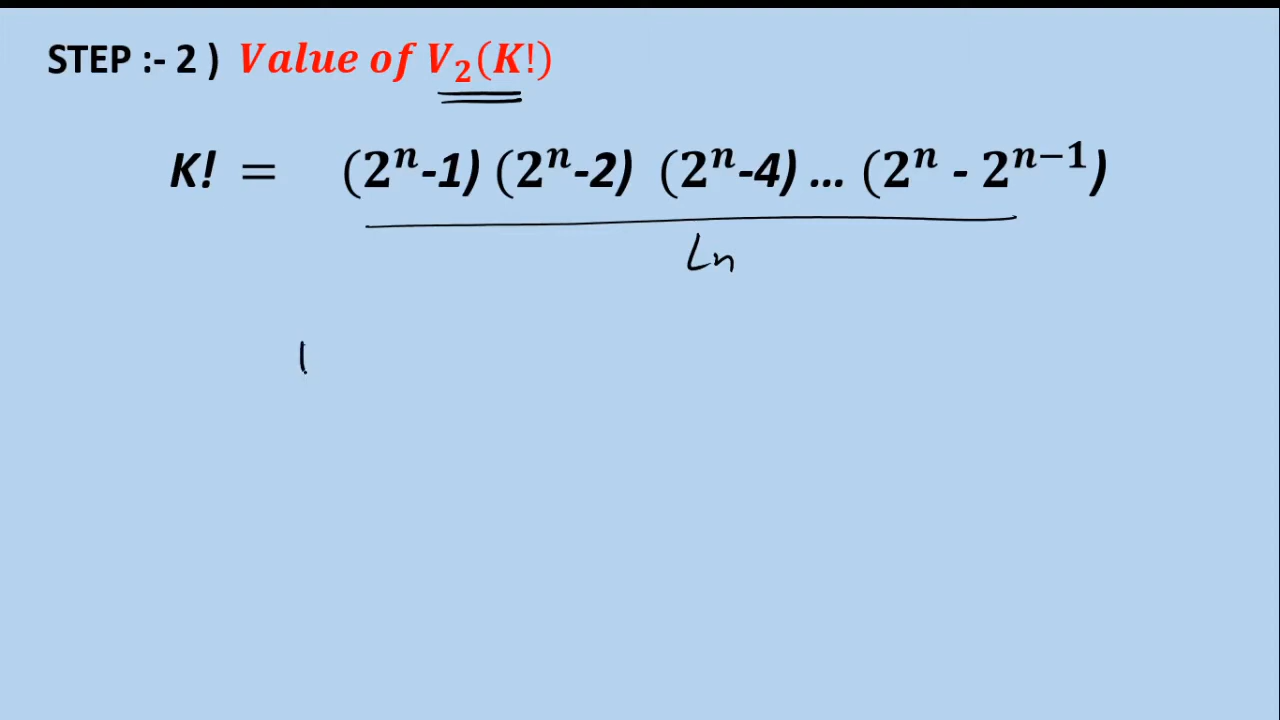 STEP :- 2 ) Value of V₂(K!)
K! = (2ⁿ-1) (2ⁿ-2) (2ⁿ-4) ... (2ⁿ - 2ⁿ⁻¹)
Ln